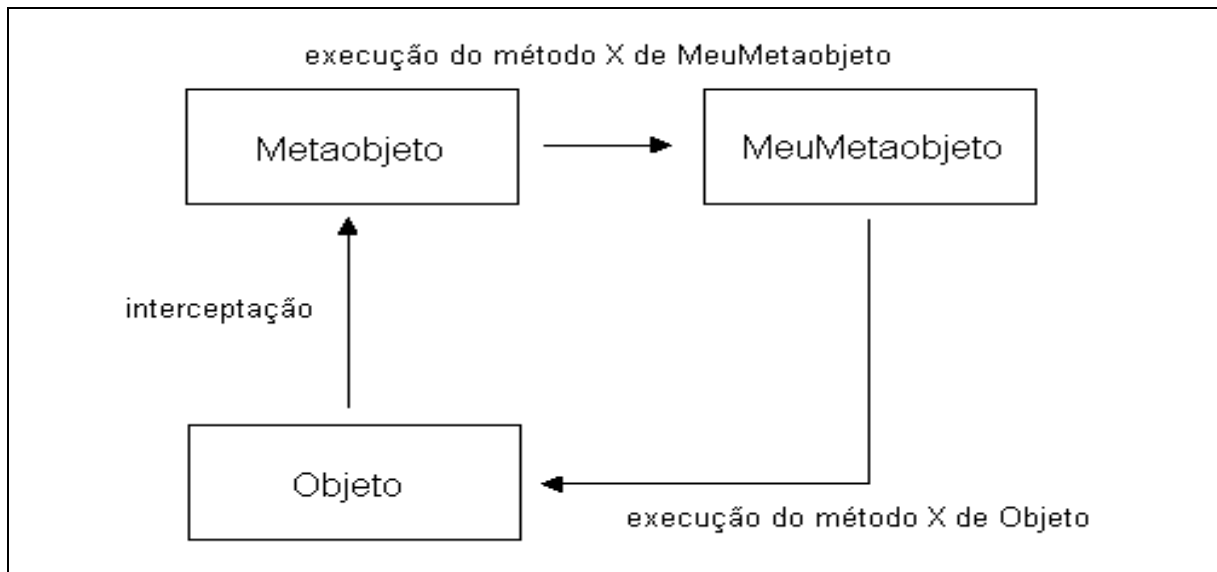 execução do método X de MeuMetaobjeto
Metaobjeto
MeuMetaobjeto
interceptação
Objeto
execução do método X de Objeto